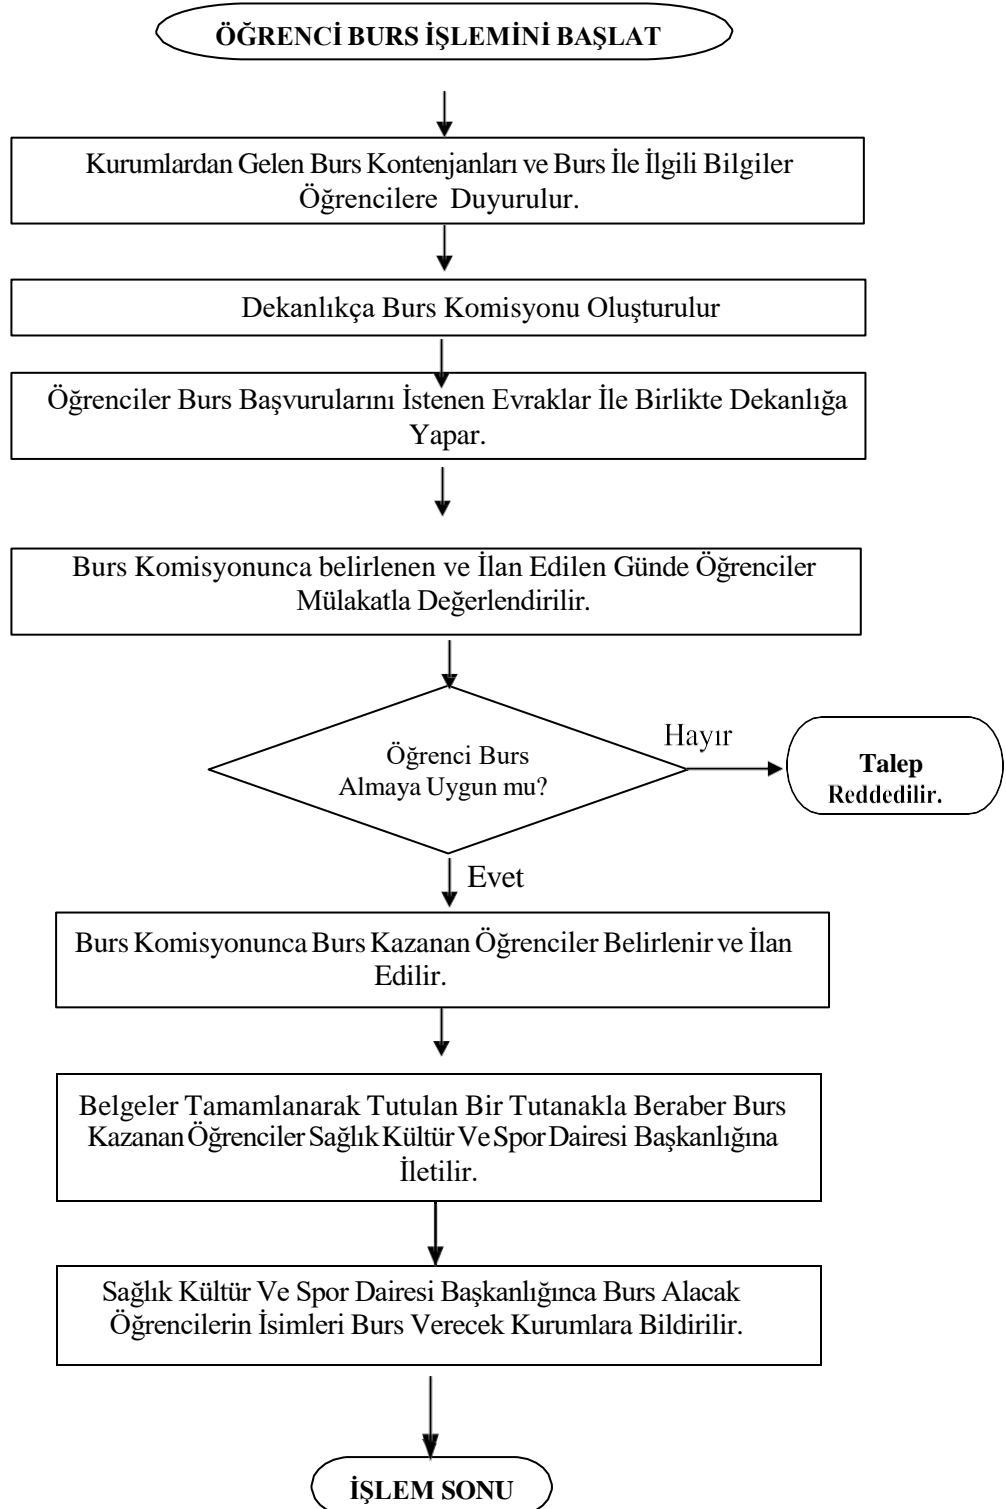 ÖĞRENCİ BURS İŞLEMİNİ BAŞLAT
Kurumlardan Gelen Burs Kontenjanları ve Burs İle İlgili Bilgiler
Öğrencilere Duyurulur.
Dekanlıkça Burs Komisyonu Oluşturulur
Öğrenciler Burs Başvurularını İstenen Evraklar İle Birlikte Dekanlığa
Yapar.
Burs Komisyonunca belirlenen ve İlan Edilen Günde Öğrenciler
Mülakatla Değerlendirilir.
Öğrenci Burs
Almaya Uygun mu?
Hayır
Talep
Reddedilir.
Evet
Burs Komisyonunca Burs Kazanan Öğrenciler Belirlenir ve İlan
Edilir.
Belgeler Tamamlanarak Tutulan Bir Tutanakla Beraber Burs
Kazanan Öğrenciler Sağlık Kültür Ve Spor Dairesi Başkanlığına
İletilir.
Sağlık Kültür Ve Spor Dairesi Başkanlığınca Burs Alacak
Öğrencilerin İsimleri Burs Verecek Kurumlara Bildirilir.
İŞLEM SONU